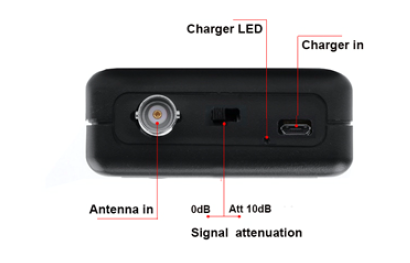 Charger LED
Charger in
Antenna in
0dB Att 10dB
Signal attenuation